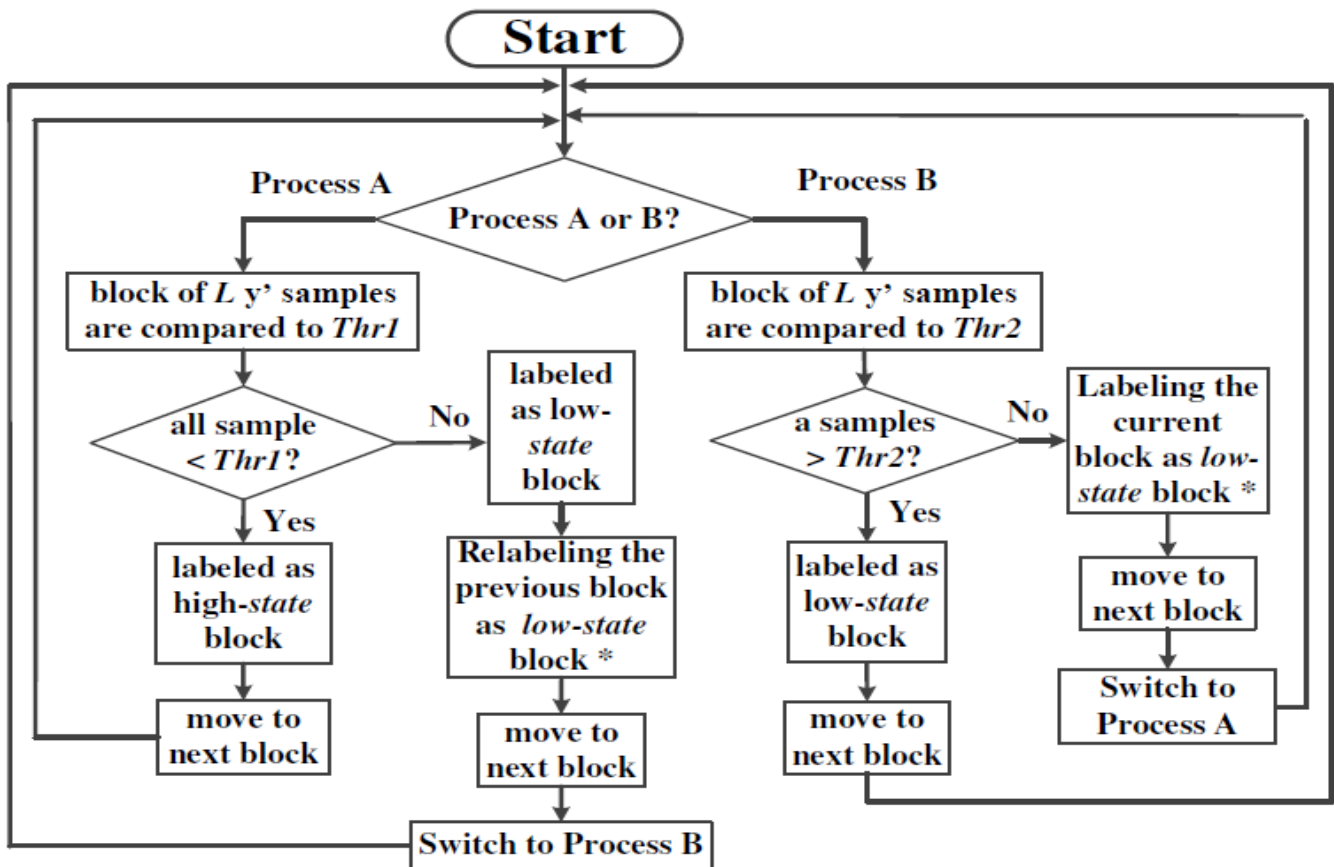 Start
Process A
Process B
Process A or B?
block of L y’ samples
are compared to Thr1
block of L y’ samples
are compared to Thr2
all sample
< Thr1?
No
labeled
as low-
state
block
a samples
> Thr2?
No
Labeling the
current
block as low-
state block *
Yes
labeled as
high-state
block
Relabeling the
previous block
as low-state
block *
Yes
labeled as
low-state
block
move to
next block
move to
next block
move to
next block
move to
next block
Switch to
Process A
Switch to Process B